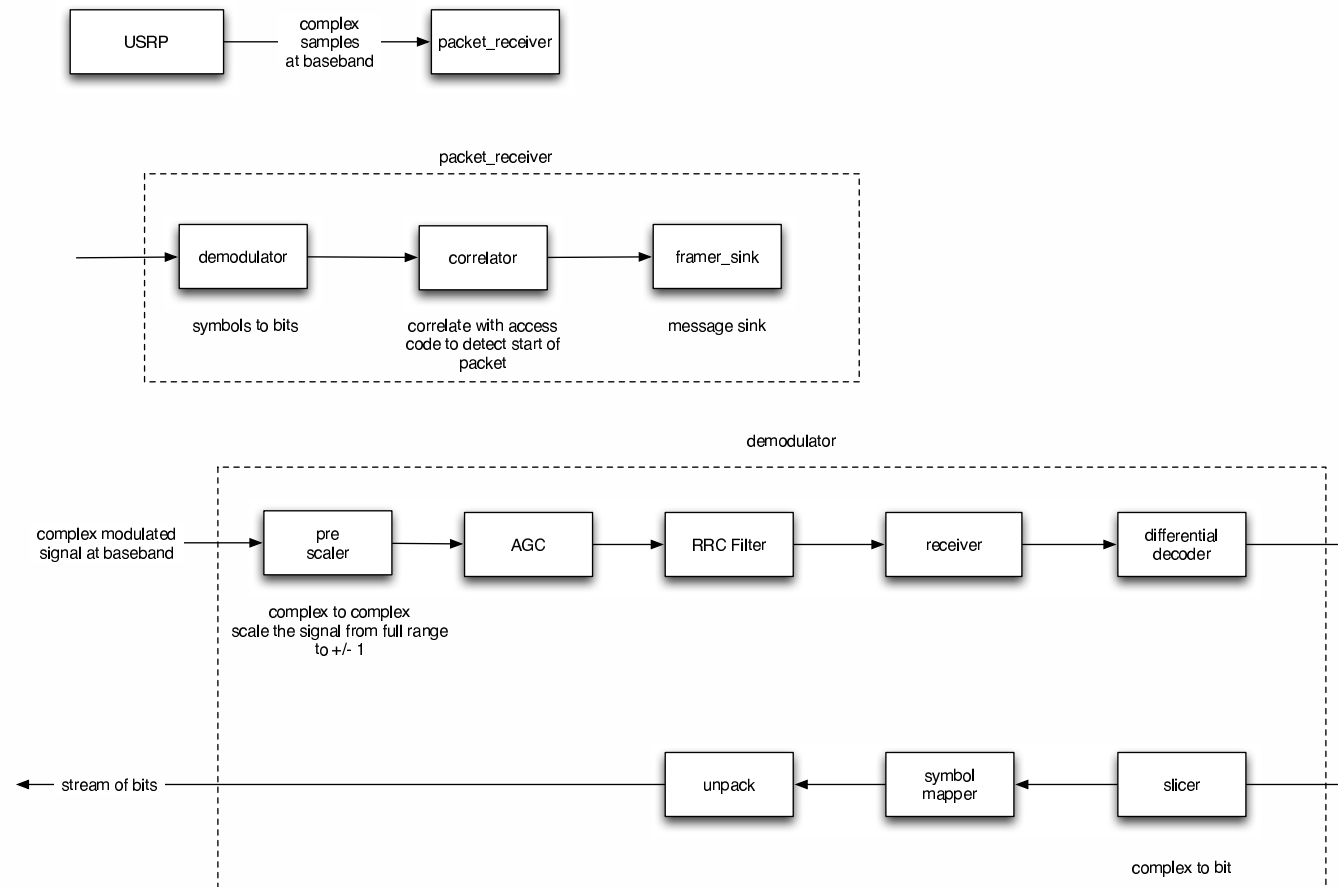 USRP
complex
samples
at baseband
packet_receiver
packet_receiver
demodulator
correlator
framer_sink
symbols to bits
correlate with access
code to detect start of
packet
message sink
demodulator
complex modulated
signal at baseband
pre
scaler
AGC
RRC Filter
receiver
differential
decoder
complex to complex
scale the signal from full range
to +/- 1
stream of bits
unpack
symbol
mapper
slicer
complex to bit